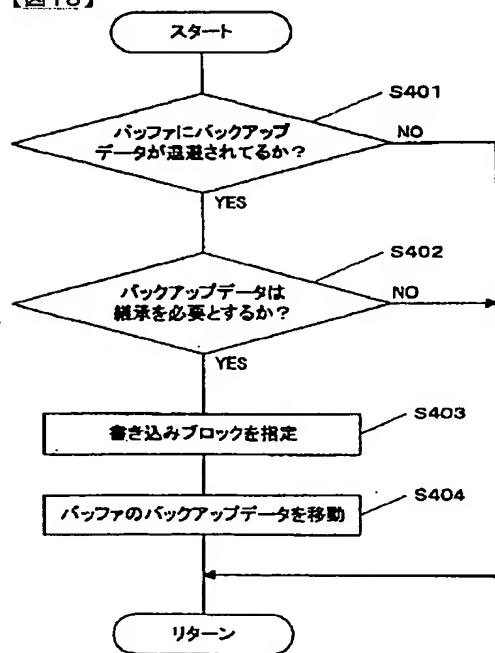 スタート
S401
バッファにバックアップ
データが退避されてるか?
NO
YES
S402
バックアップデータは
継承を必要とするか?
NO
YES
S403
書き込みブロックを指定
S404
バッファのバックアップデータを移動
リターン